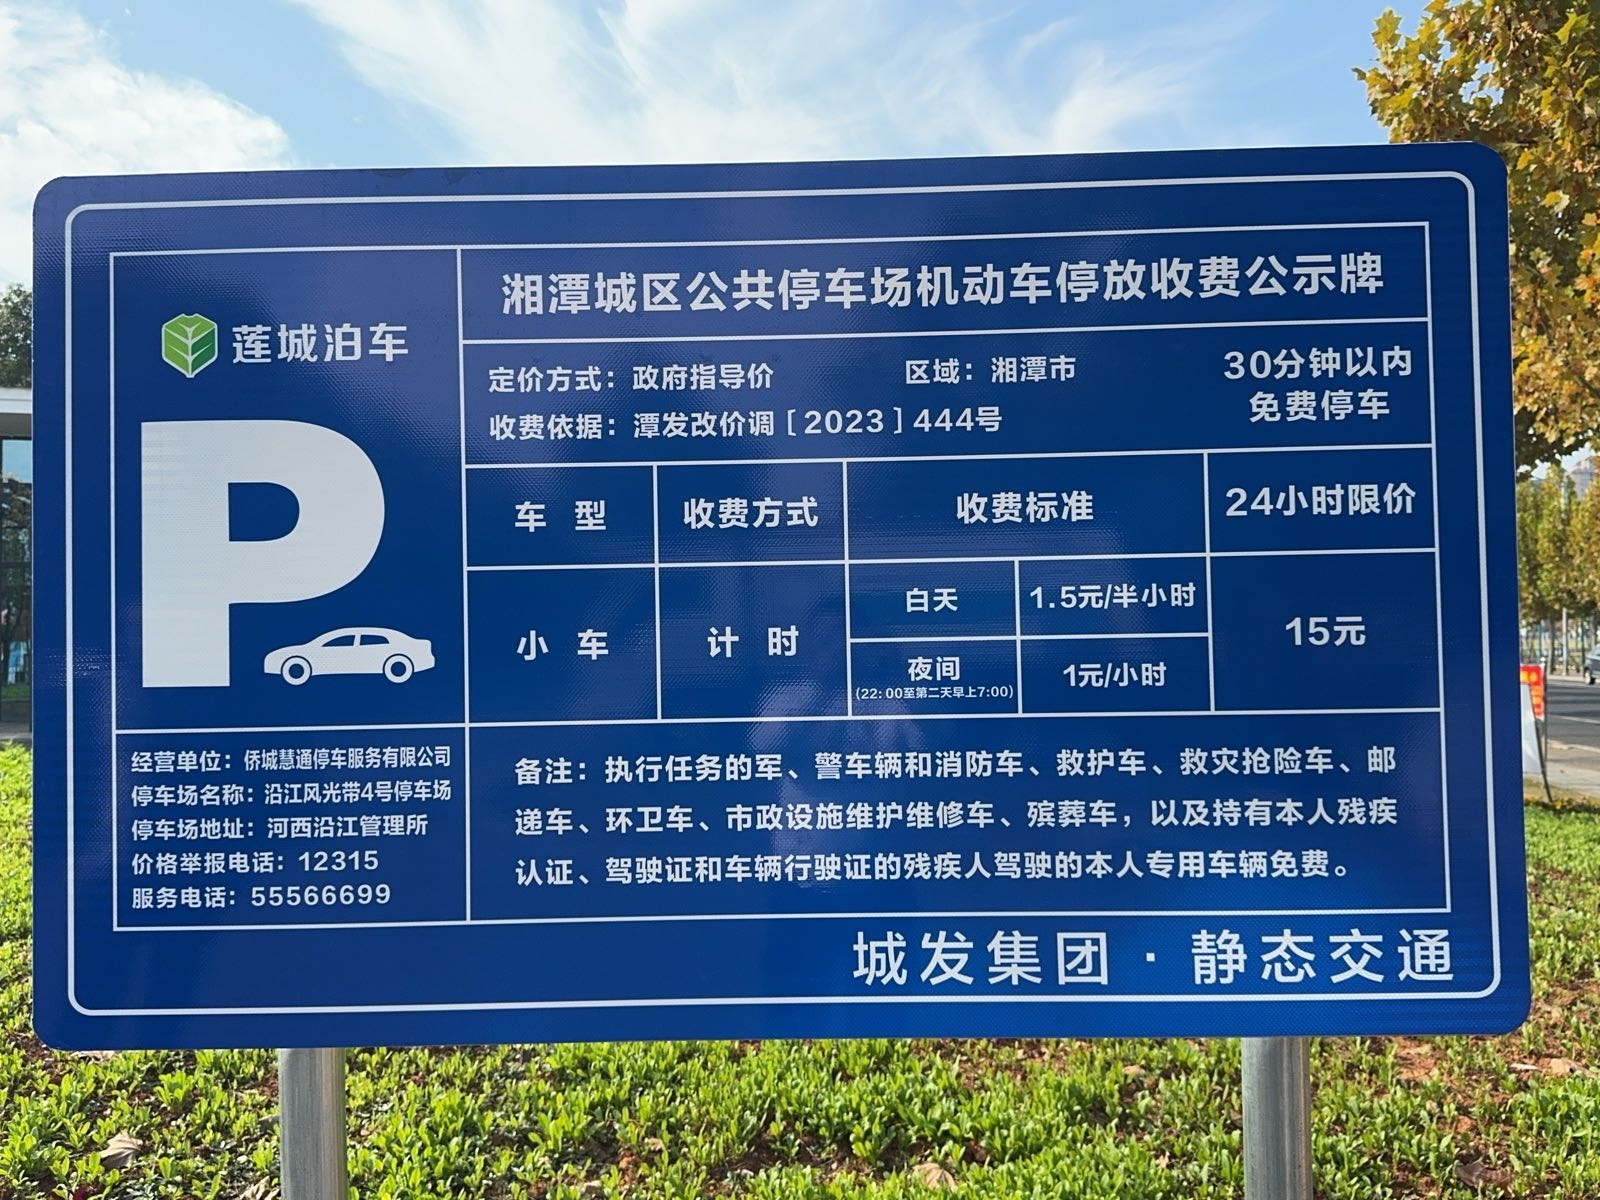 莲城泊车
P
湘潭城区公共停车场机动车停放收费公示牌
定价方式：政府指导价 区域：湘潭市
收费依据：潭发改价调［2023］444号
30分钟以内
免费停车
车 型 收费方式 收费标准 24小时限价
小 车 计 时 白天 1.5元/半小时 15元
夜间 1元/小时
(22:00至第二天早上7:00)
经营单位：侨城慧通停车服务有限公司
停车场名称：沿江风光带4号停车场
停车场地址：河西沿江管理所
价格举报电话：12315
服务电话：55566699
备注：执行任务的军、警车辆和消防车、救护车、救灾抢险车、邮
递车、环卫车、市政设施维护维修车、殡葬车，以及持有本人残疾
认证、驾驶证和车辆行驶证的残疾人驾驶的本人专用车辆免费。
城发集团·静态交通